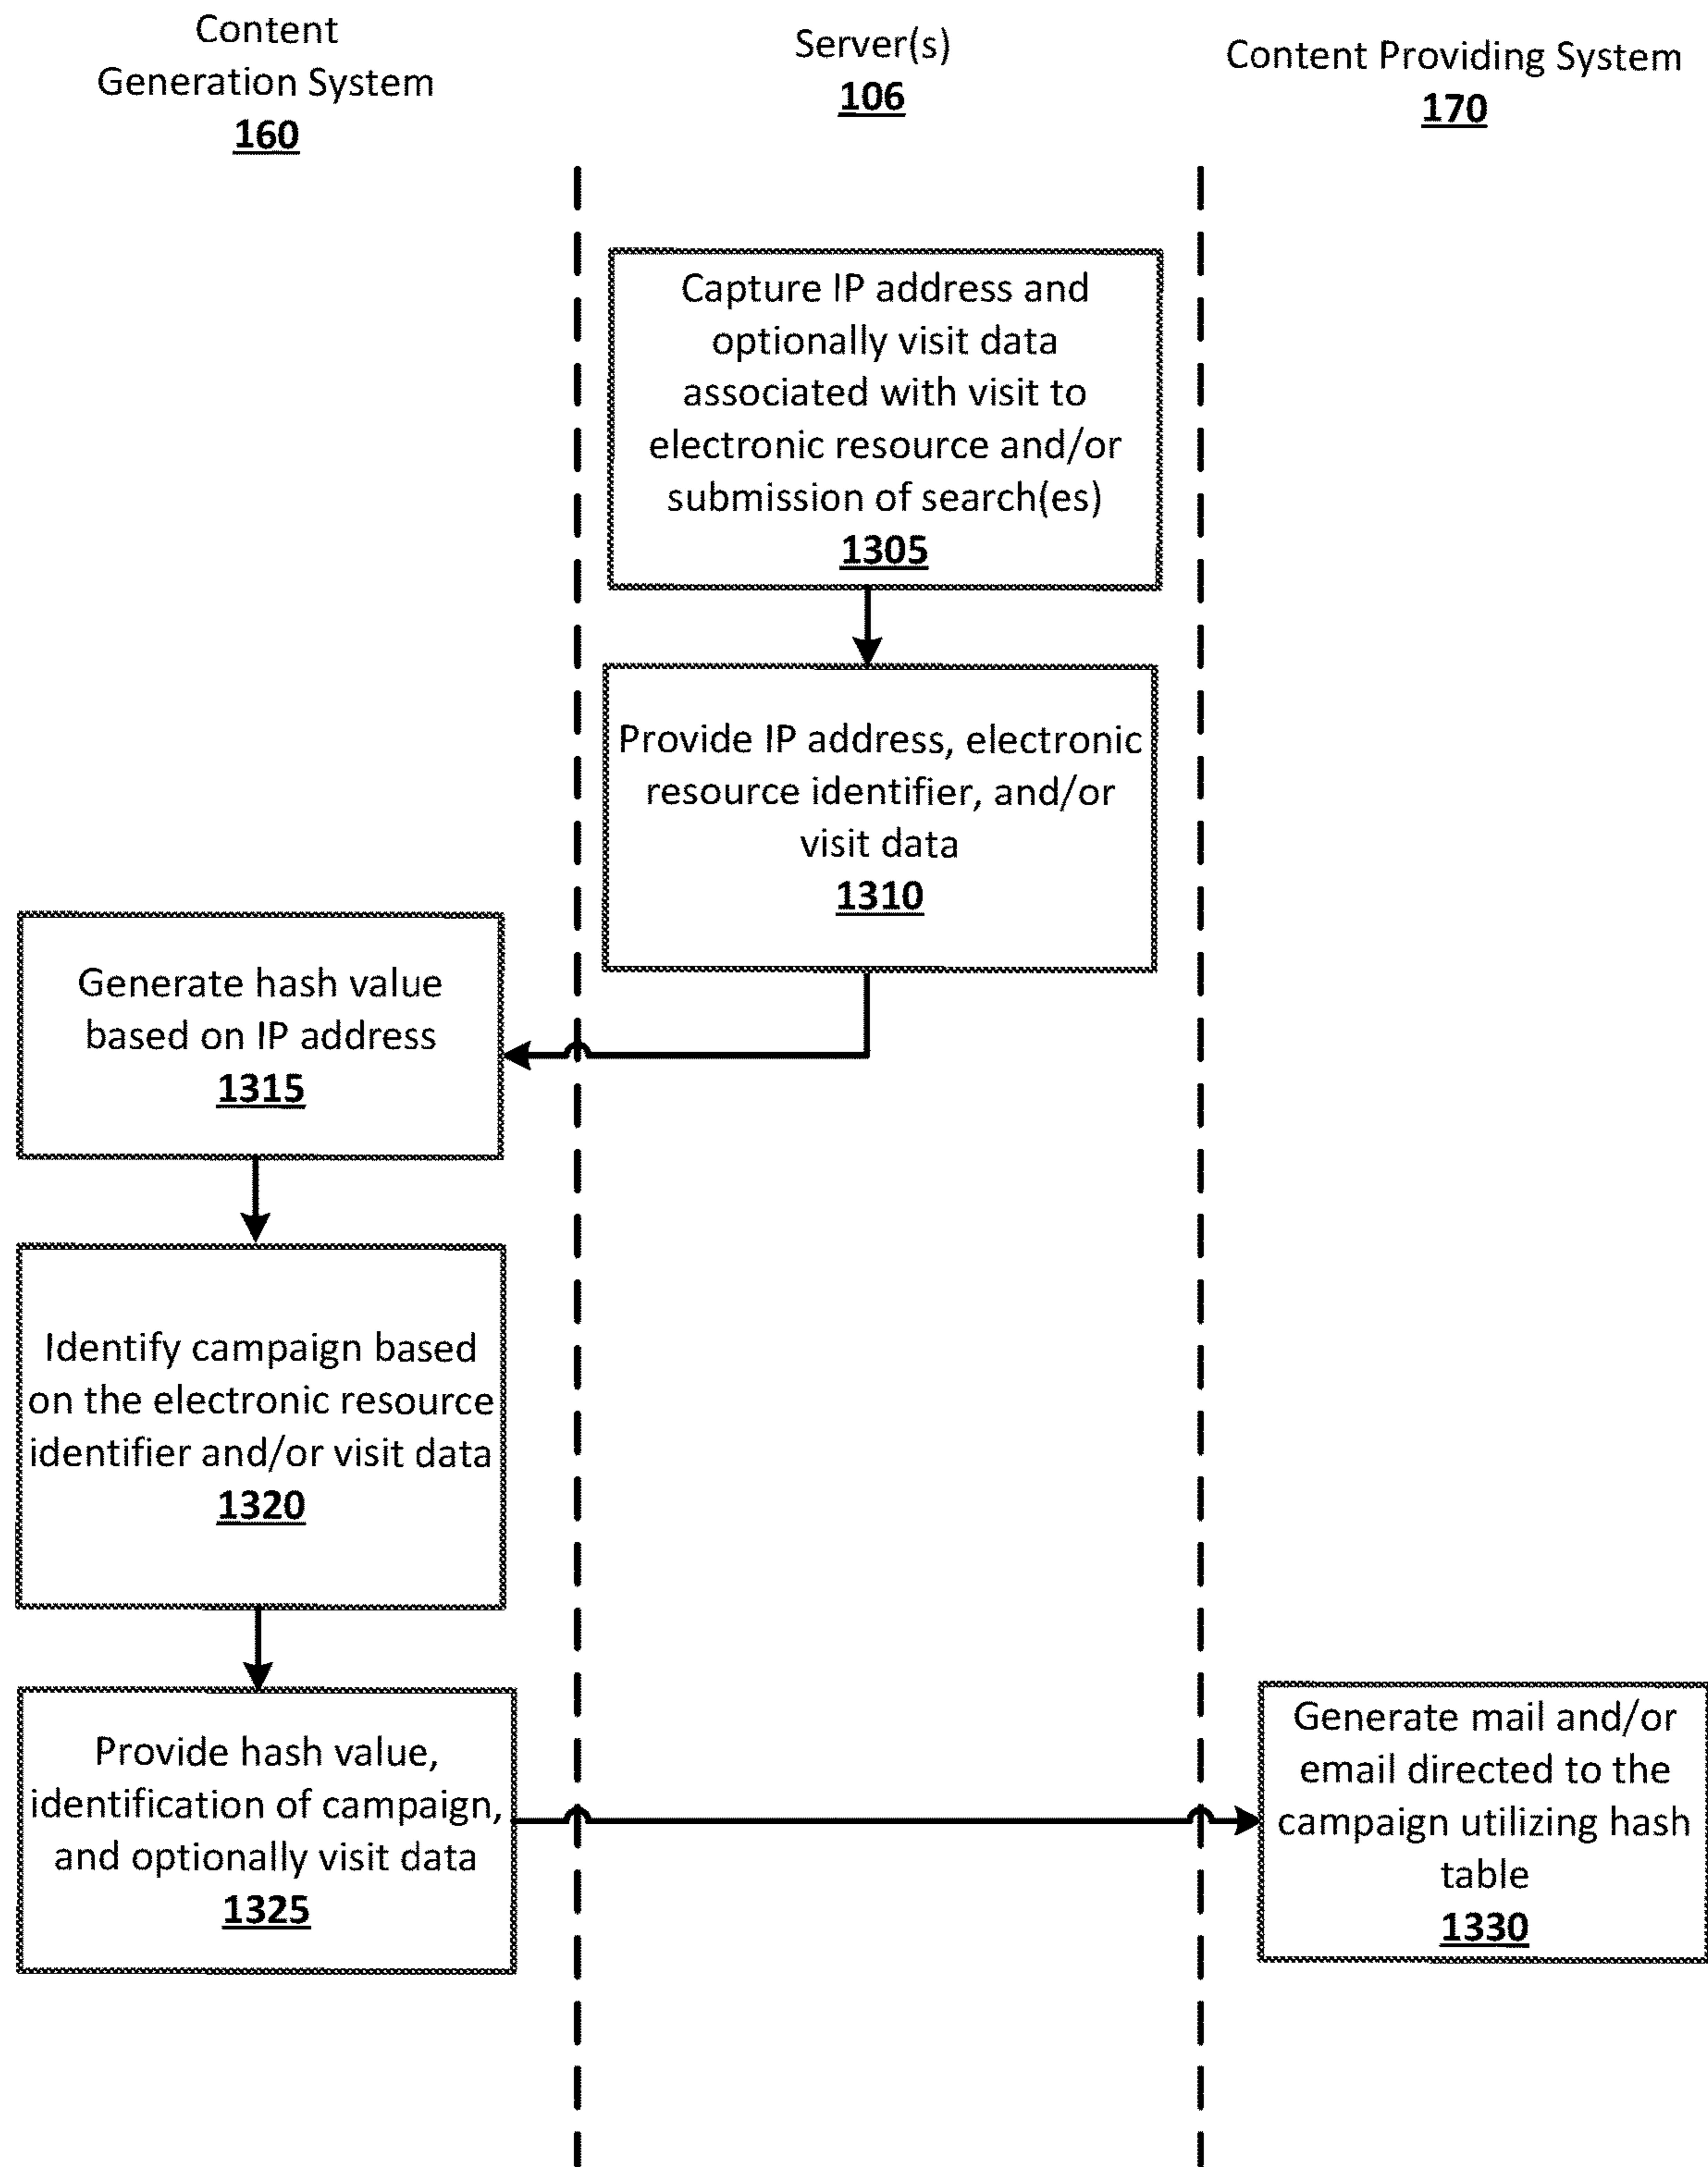 Content
Generation System
160
Server(s)
106
Content Providing System
170
Capture IP address and
optionally visit data
associated with visit to
electronic resource and/or
submission of search(es)
1305
Provide IP address, electronic
resource identifier, and/or
visit data
1310
Generate hash value
based on IP address
1315
Identify campaign based
on the electronic resource
identifier and/or visit data
1320
Provide hash value,
identification of campaign,
and optionally visit data
1325
Generate mail and/or
email directed to the
campaign utilizing hash
table
1330